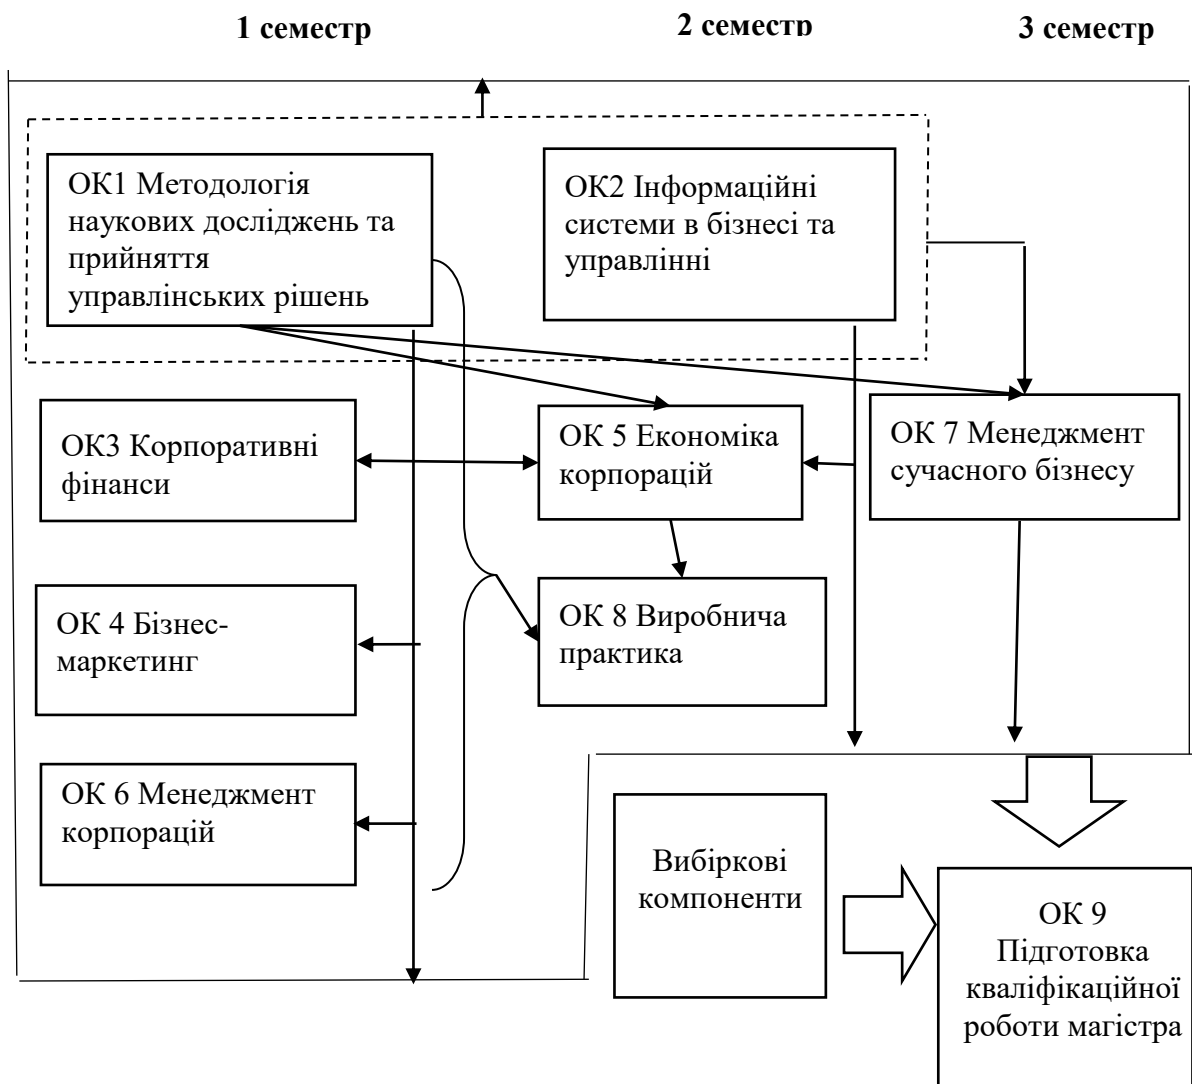 1 семестр
2 семестр
3 семестр
ОК1 Методологія
наукових досліджень та
прийняття
управлінських рішень
ОК2 Інформаційні
системи в бізнесі та
управлінні
ОК3 Корпоративні
фінанси
ОК 5 Економіка
корпорацій
ОК 7 Менеджмент
сучасного бізнесу
ОК 4 Бізнес-
маркетинг
ОК 8 Виробнича
практика
ОК 6 Менеджмент
корпорацій
Вибіркові
компоненти
ОК 9
Підготовка
кваліфікаційної
роботи магістра